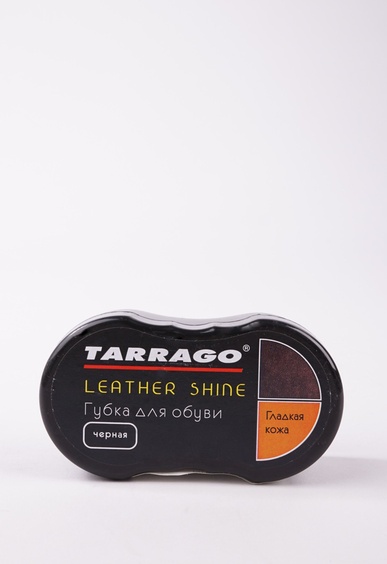 TARRAGO®
LEATHER SHINE
Губка для обуви
черная
Гладкая
кожа